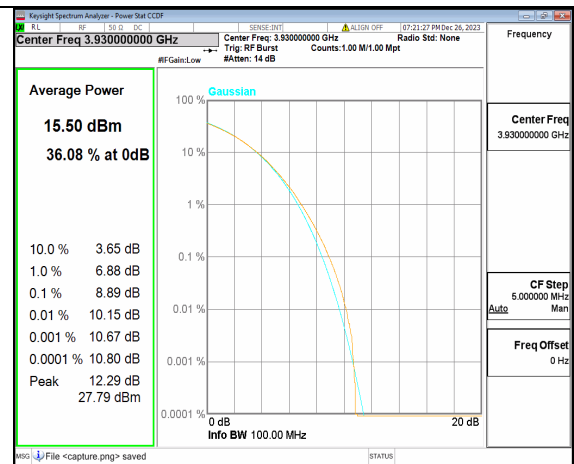 Keysight Spectrum Analyzer - Power Stat CCDF
RL RF 50 Ω DC SENSE:INT ALIGN OFF 07:21:27 PM Dec 26, 2023
Center Freq 3.930000000 GHz
Center Freq: 3.930000000 GHz Radio Std: None
Trig: RF Burst Counts:1.00 M/1.00 Mpt
#IFGain:Low #Atten: 14 dB
Frequency
Average Power
15.50 dBm
36.08 % at 0dB
10.0 % 3.65 dB
1.0 % 6.88 dB
0.1 % 8.89 dB
0.01 % 10.15 dB
0.001 % 10.67 dB
0.0001 % 10.80 dB
Peak 12.29 dB
27.79 dBm
Gaussian
100 %
10 %
1 %
0.1 %
0.01 %
0.001 %
0.0001 %
0 dB 20 dB
Info BW 100.00 MHz
Center Freq
3.930000000 GHz
CF Step
5.000000 MHz
Auto Man
Freq Offset
0 Hz
MSG File <capture.png> saved STATUS